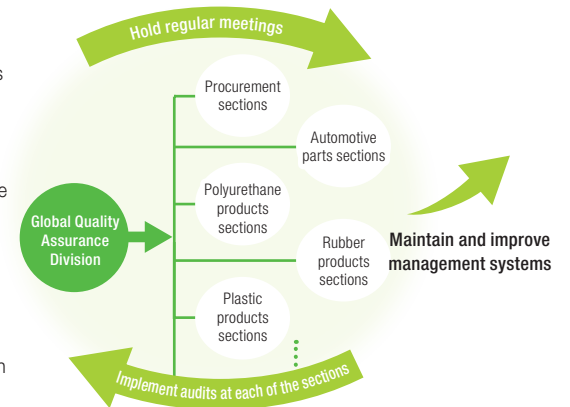 Hold regular meetings
s
Procurement
sections
Automotive
parts sections
e
Polyurethane
products
sections
Global Quality
Assurance
Division
Rubber
products
sections
Maintain and improve
management systems
Plastic
products
sections
n
Implement audits at each of the sections